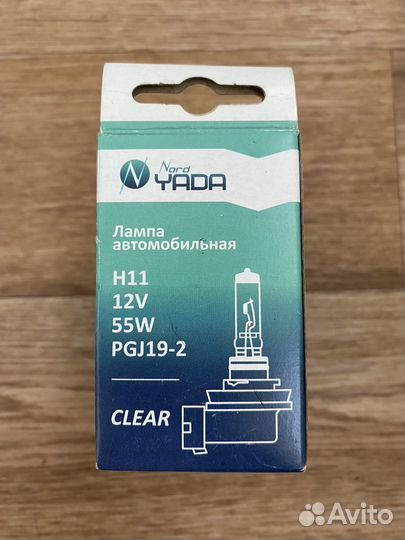 Nord
YADA
Лампа
автомобильная
H11
12V
55W
PGJ19-2
CLEAR
Avito